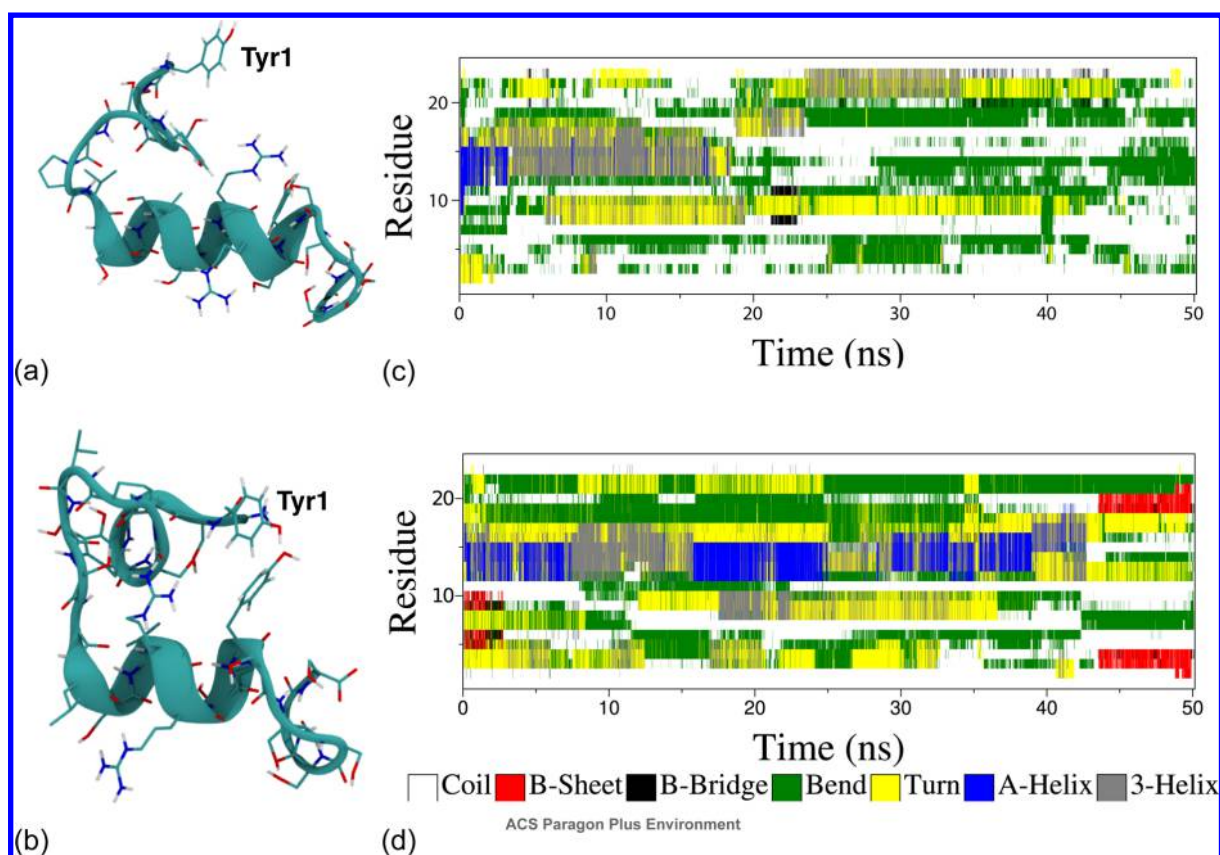 Tyr1
(a)
Residue
20
10
0
10
20
30
40
50
Time (ns)
(c)
Tyr1
(b)
Residue
20
10
0
10
20
30
40
50
Time (ns)
Coil B-Sheet B-Bridge Bend Turn A-Helix 3-Helix
(d)
ACS Paragon Plus Environment